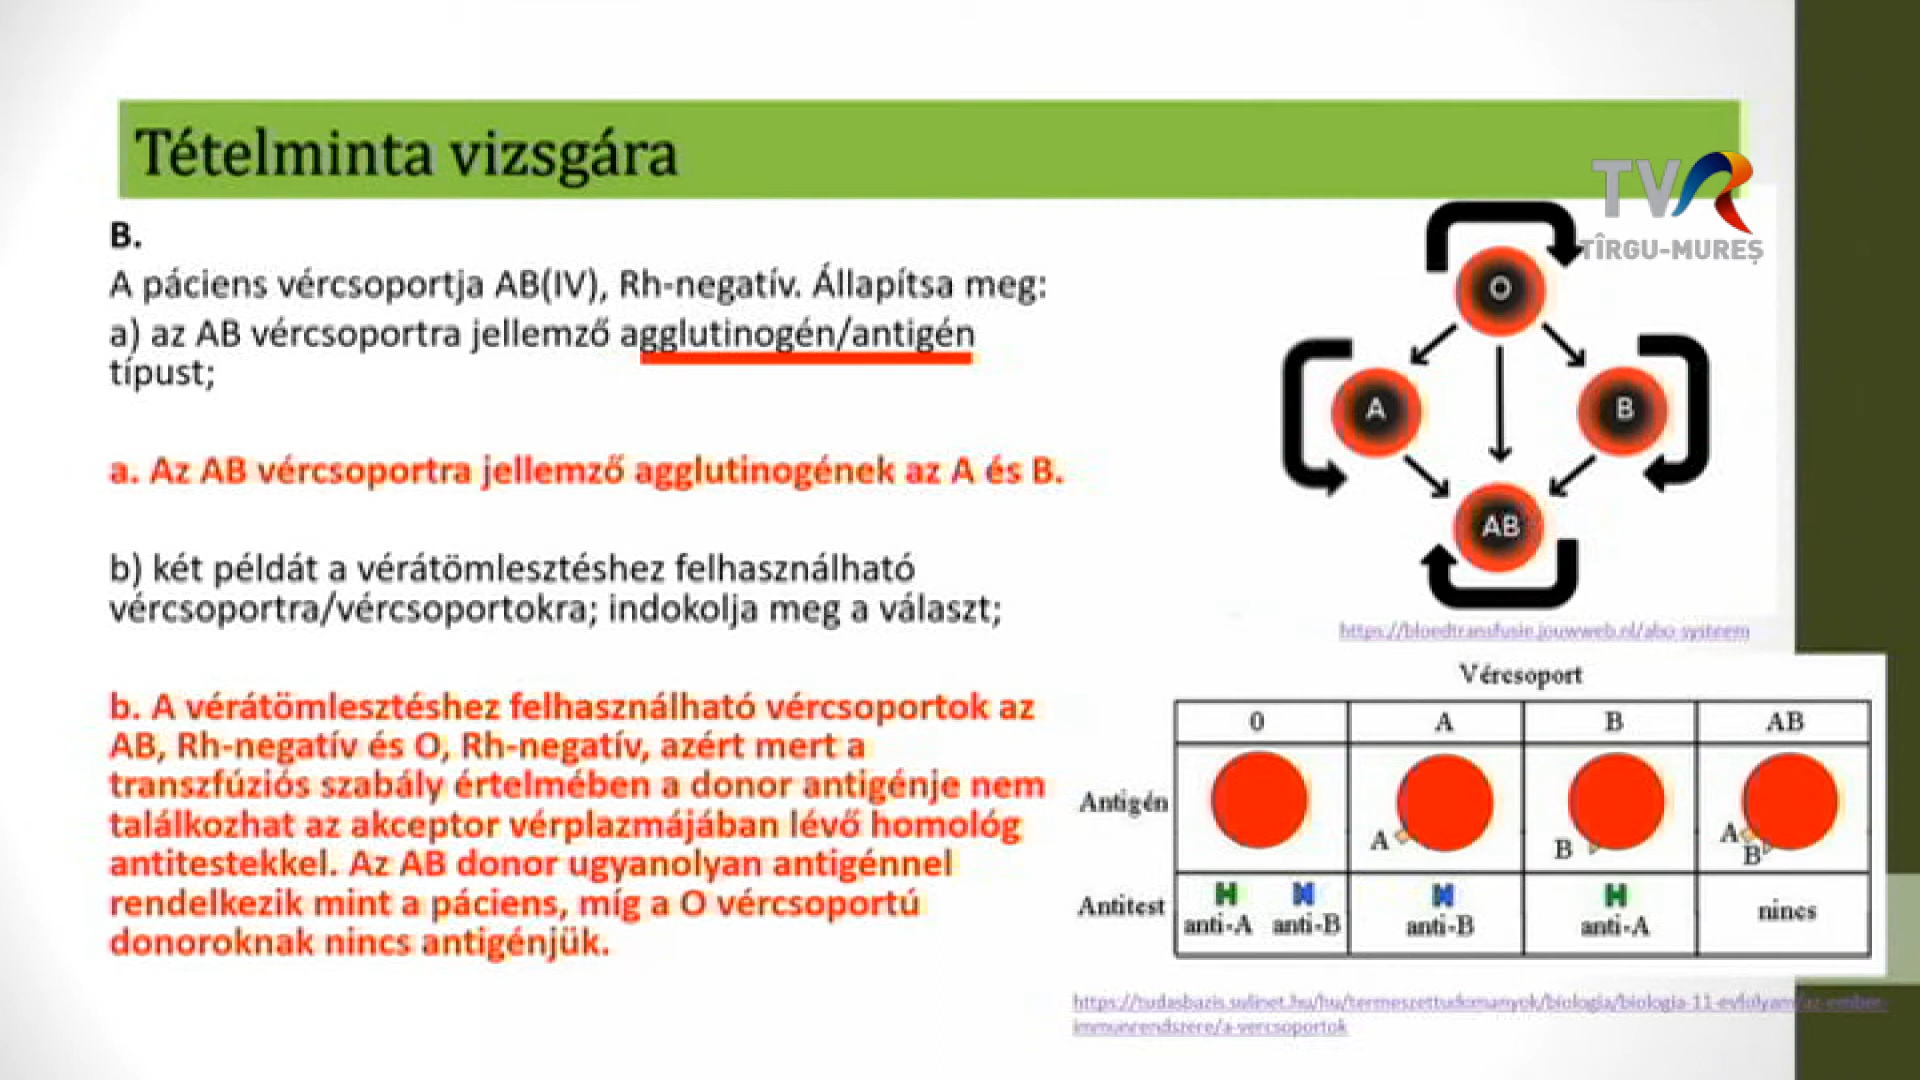 Tételminta vizsgára
TVR
TÎRGU-MUREȘ
B.
A páciens vércsoportja AB(IV), Rh-negatív. Állapítsa meg:
a) az AB vércsoportra jellemző agglutinogén/antigén
típust;
a. Az AB vércsoportra jellemző agglutinogének az A és B.
b) két példát a vérátömlesztéshez felhasználható
vércsoportra/vércsoportokra; indokolja meg a választ;
b. A vérátömlesztéshez felhasználható vércsoportok az
AB, Rh-negatív és O, Rh-negatív, azért mert a
transzfúziós szabály értelmében a donor antigénje nem
találkozhat az akceptor vérplazmájában lévő homológ
antitestekkel. Az AB donor ugyanolyan antigénnel
rendelkezik mint a páciens, míg a O vércsoportú
donoroknak nincs antigénjük.
O
A B
AB
https://bloedtransfusie.jouwweb.nl/abo-systeem
Vércsoport
0 A B AB
Antigén
A B A B
Antitest
anti-A anti-B anti-B anti-A nincs
https://tudasbazis.sulinet.hu/hu/termeszettudomanyok/biologia/biologia-11-evfolyam/az-ember-
immunrendszere/a-vercsoportok